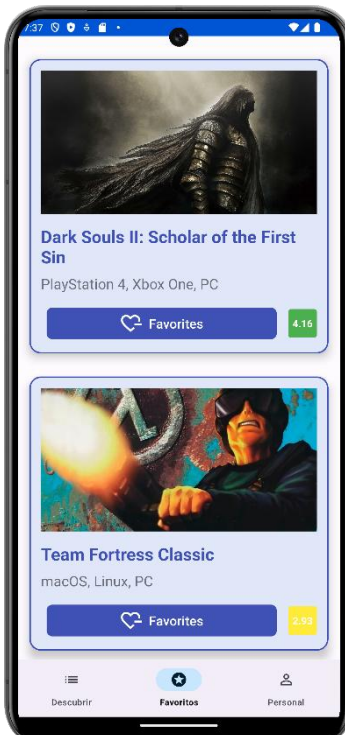 7:37
Dark Souls II: Scholar of the First
Sin
PlayStation 4, Xbox One, PC
Favorites
4.16
Team Fortress Classic
macOS, Linux, PC
Favorites
2.93
Descubrir
Favoritos
Personal